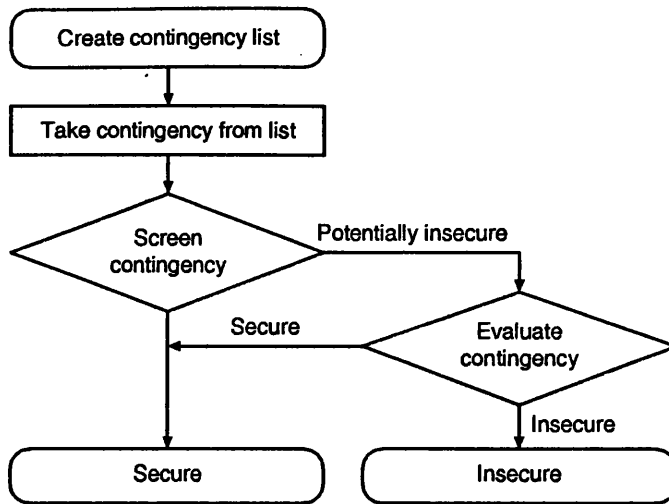 Create contingency list
Take contingency from list
Screen
contingency
Potentially insecure
Secure
Evaluate
contingency
Insecure
Secure
Insecure